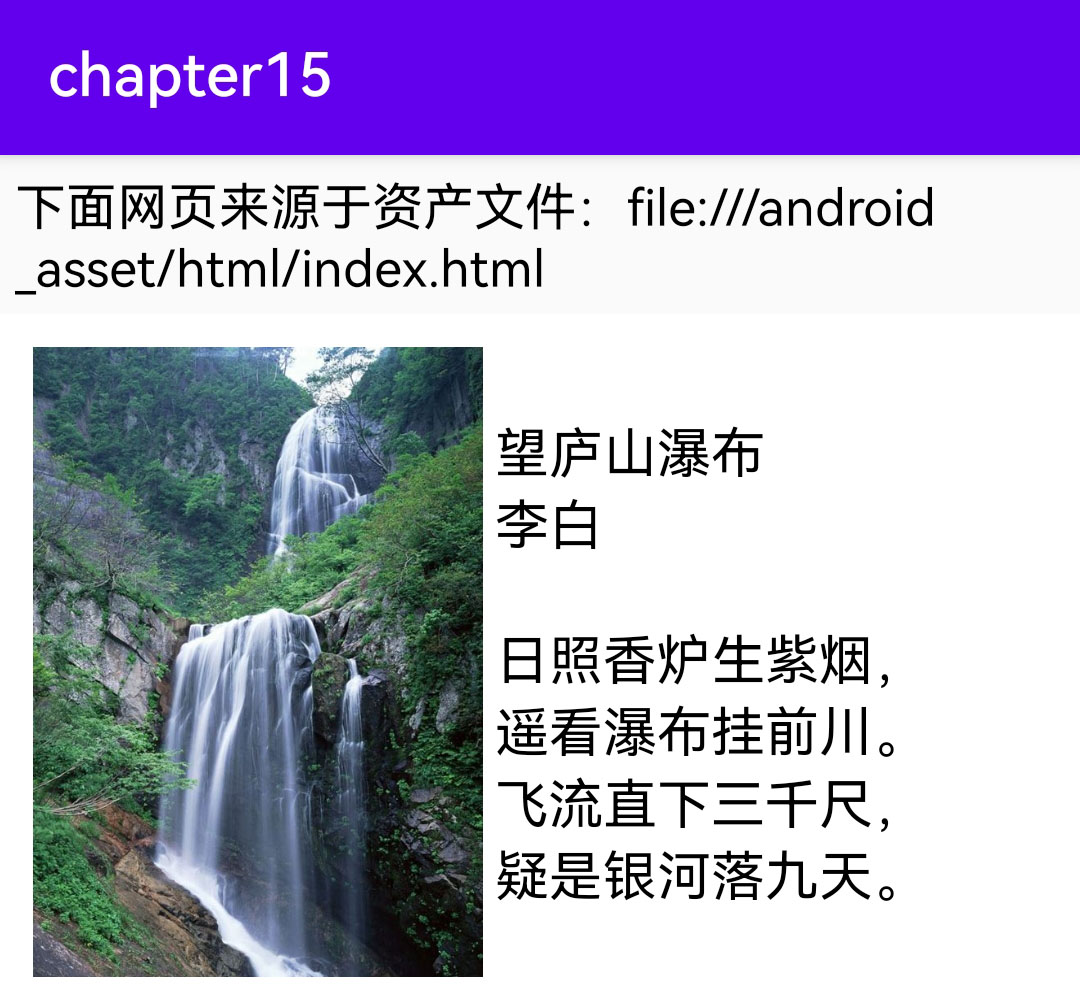 chapter15
下面网页来源于资产文件：file:///android
_asset/html/index.html
望庐山瀑布
李白
日照香炉生紫烟，
遥看瀑布挂前川。
飞流直下三千尺，
疑是银河落九天。